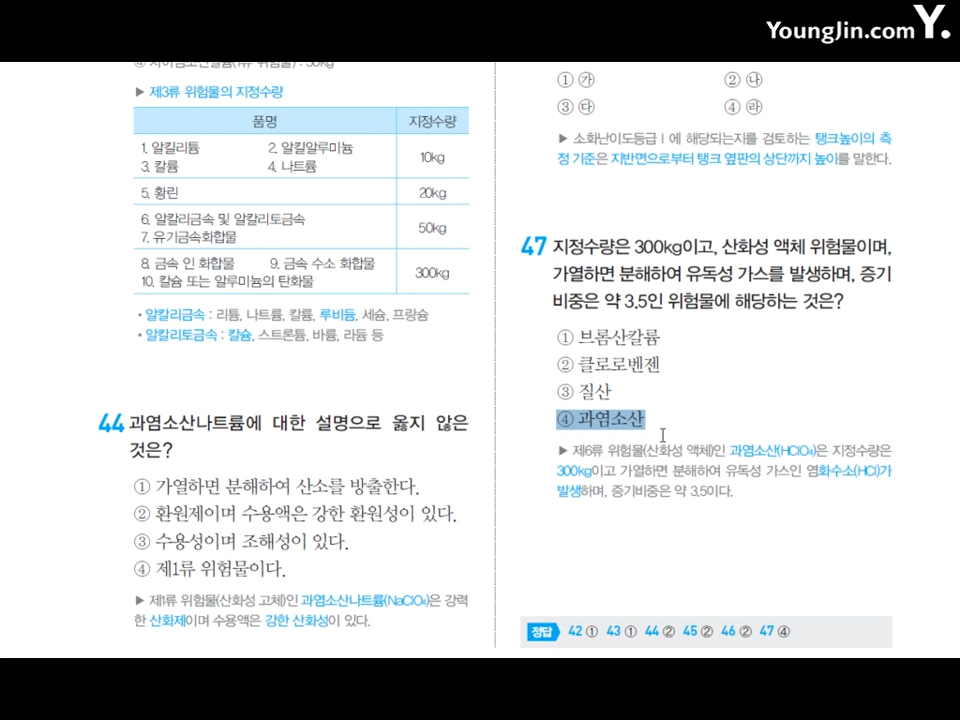 YoungJin.com Y.
▶ 제3류 위험물의 지정수량
품명 지정수량
1. 알킬리튬 2. 알킬알루미늄
3. 칼륨 4. 나트륨
10kg
5. 황린 20kg
6. 알칼리금속 및 알칼리토금속
7. 유기금속화합물
50kg
8. 금속 인 화합물 9. 금속 수소 화합물
10. 칼슘 또는 알루미늄의 탄화물
300kg
• 알칼리금속 : 리튬, 나트륨, 칼륨, 루비듐, 세슘, 프랑슘
• 알칼리토금속 : 칼슘, 스트론튬, 바륨, 라듐 등
44 과염소산나트륨에 대한 설명으로 옳지 않은
것은?
① 가열하면 분해하여 산소를 방출한다.
② 환원제이며 수용액은 강한 환원성이 있다.
③ 수용성이며 조해성이 있다.
④ 제1류 위험물이다.
▶ 제1류 위험물(산화성 고체)인 과염소산나트륨(NaClO₄)은 강력
한 산화제이며 수용액은 강한 산화성이 있다.
① ㉮ ② ㉯
③ ㉰ ④ ㉱
▶ 소화난이도등급 Ⅰ에 해당되는지를 검토하는 탱크높이의 측
정 기준은 지반면으로부터 탱크 옆판의 상단까지 높이를 말한다.
47 지정수량은 300kg이고, 산화성 액체 위험물이며,
가열하면 분해하여 유독성 가스를 발생하며, 증기
비중은 약 3.5인 위험물에 해당하는 것은?
① 브롬산칼륨
② 클로로벤젠
③ 질산
④ 과염소산
▶ 제6류 위험물(산화성 액체)인 과염소산(HClO₄)은 지정수량은
300kg이고 가열하면 분해하여 유독성 가스인 염화수소(HCl)가
발생하며, 증기비중은 약 3.5이다.
정답 42 ① 43 ① 44 ② 45 ② 46 ② 47 ④